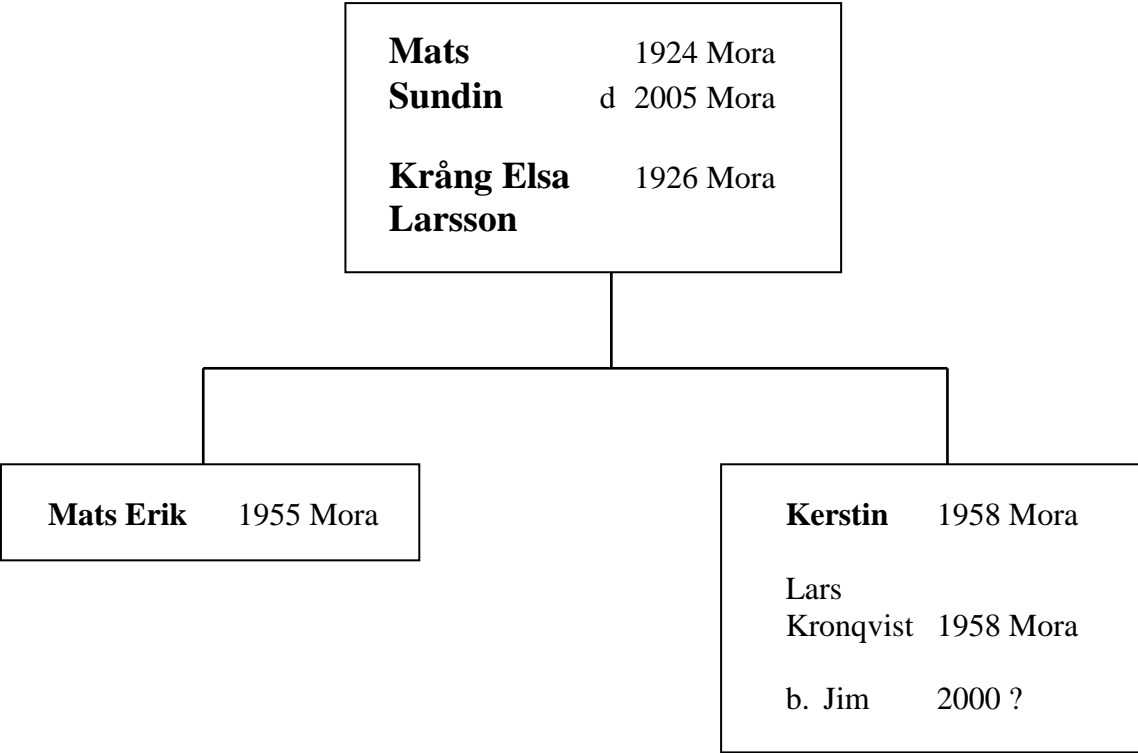 Mats 1924 Mora
Sundin d 2005 Mora
Krång Elsa 1926 Mora
Larsson
Mats Erik 1955 Mora
Kerstin 1958 Mora
Lars
Kronqvist 1958 Mora
b. Jim 2000 ?